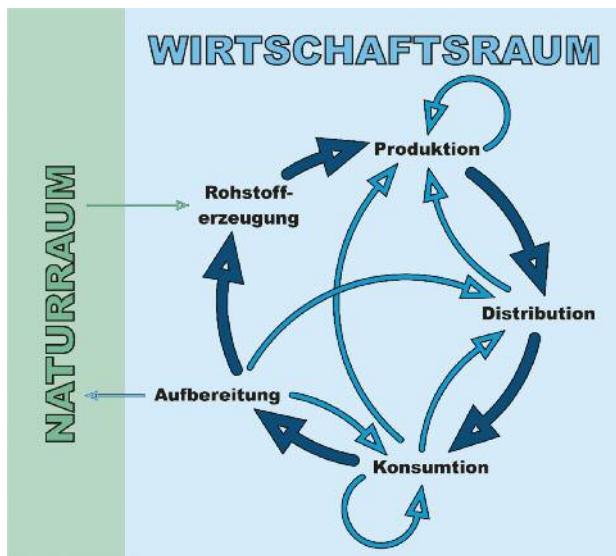 WIRTSCHAFTSRAUM
NATURRAUM
Produktion
Rohstoff-
erzeugung
Distribution
Aufbereitung
Konsumtion